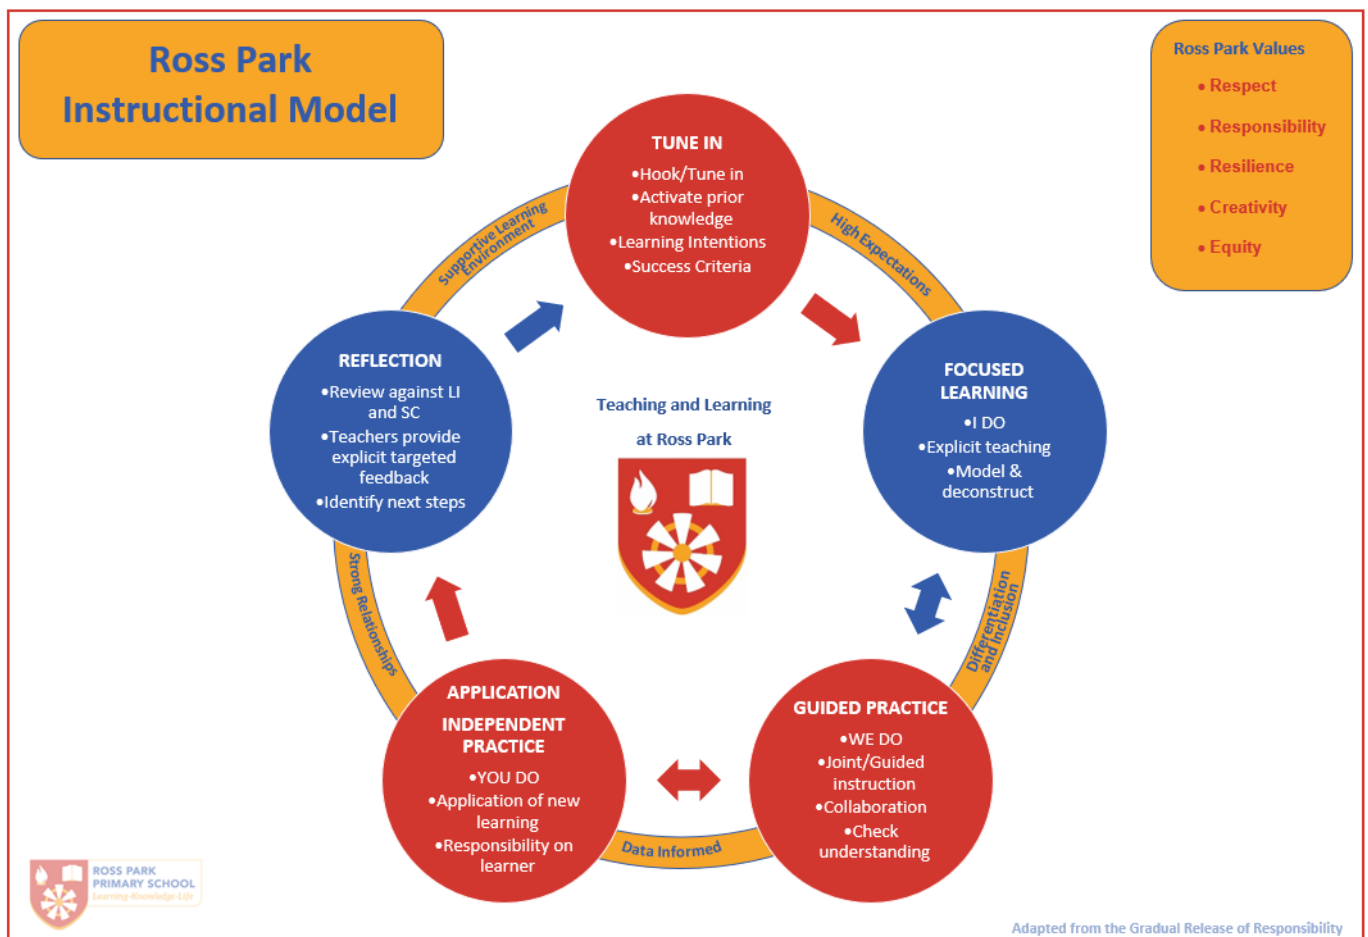 Ross Park
Instructional Model
Ross Park Values
• Respect
• Responsibility
• Resilience
• Creativity
• Equity
TUNE IN
•Hook/Tune in
•Activate prior
knowledge
•Learning Intentions
•Success Criteria
High Expectations
FOCUSED
LEARNING
•I DO
•Explicit teaching
•Model &
deconstruct
Differentiation
and Inclusion
GUIDED PRACTICE
•WE DO
•Joint/Guided
instruction
•Collaboration
•Check
understanding
Data Informed
APPLICATION
INDEPENDENT
PRACTICE
•YOU DO
•Application of new
learning
•Responsibility on
learner
Strong Relationships
REFLECTION
•Review against LI
and SC
•Teachers provide
explicit targeted
feedback
•Identify next steps
Supportive Learning
Environment
Teaching and Learning
at Ross Park
ROSS PARK
PRIMARY SCHOOL
Learning-Knowledge-Life
Adapted from the Gradual Release of Responsibility